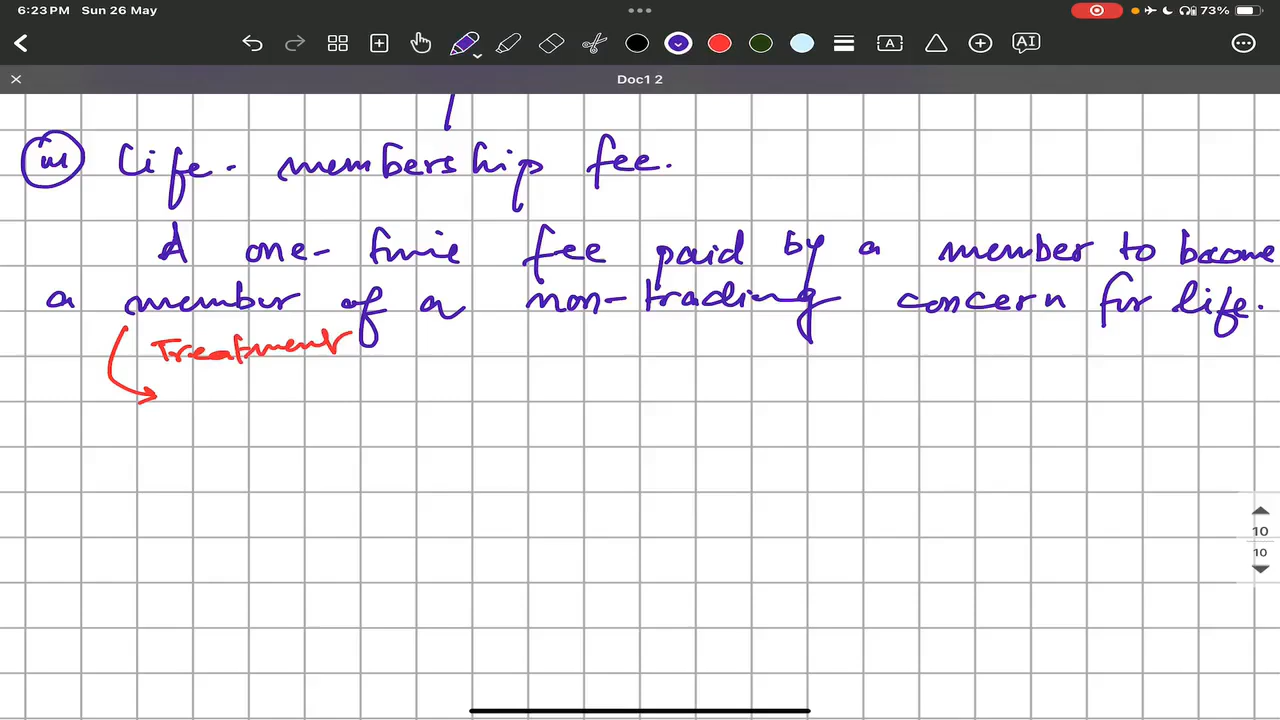 6:23 PM Sun 26 May 73%
A AI
Doc1 2
iii Life - membership fee.
A one-time fee paid by a member to become
a member of a non-trading concern for life.
Treatment
10
10